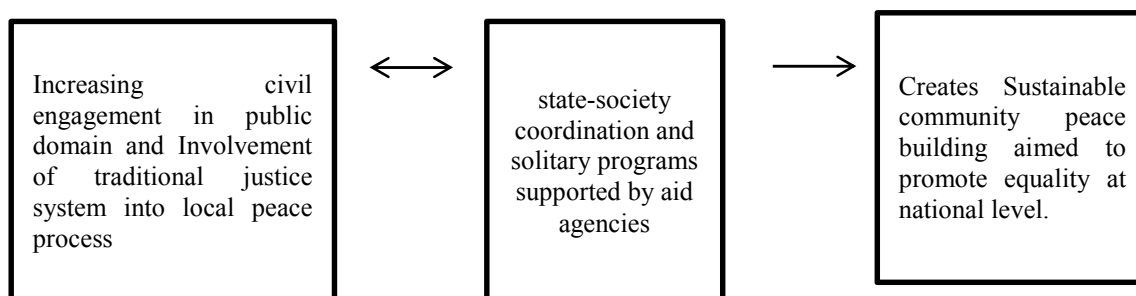 Increasing civil
engagement in public
domain and Involvement
of traditional justice
system into local peace
process
state-society
coordination and
solitary programs
supported by aid
agencies
Creates Sustainable
community peace
building aimed to
promote equality at
national level.